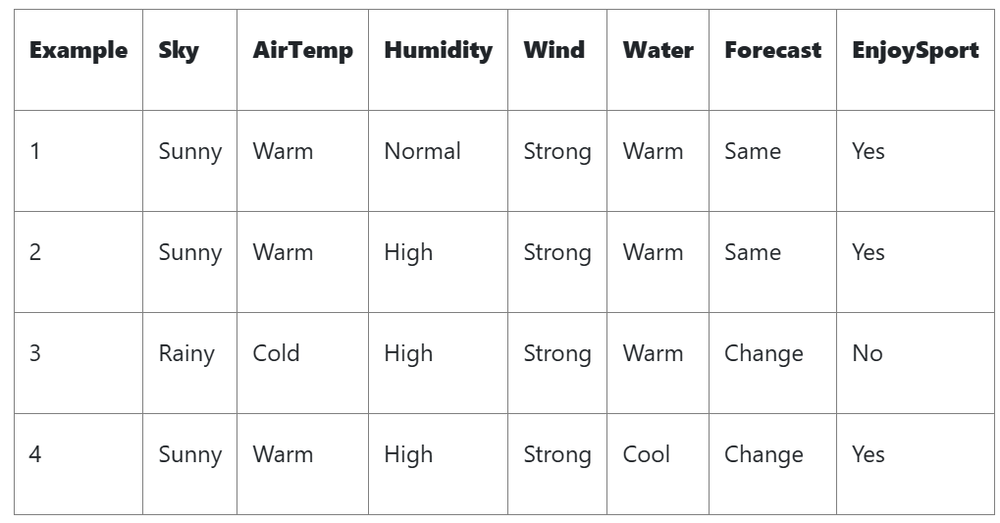 Example Sky AirTemp Humidity Wind Water Forecast EnjoySport
1 Sunny Warm Normal Strong Warm Same Yes
2 Sunny Warm High Strong Warm Same Yes
3 Rainy Cold High Strong Warm Change No
4 Sunny Warm High Strong Cool Change Yes